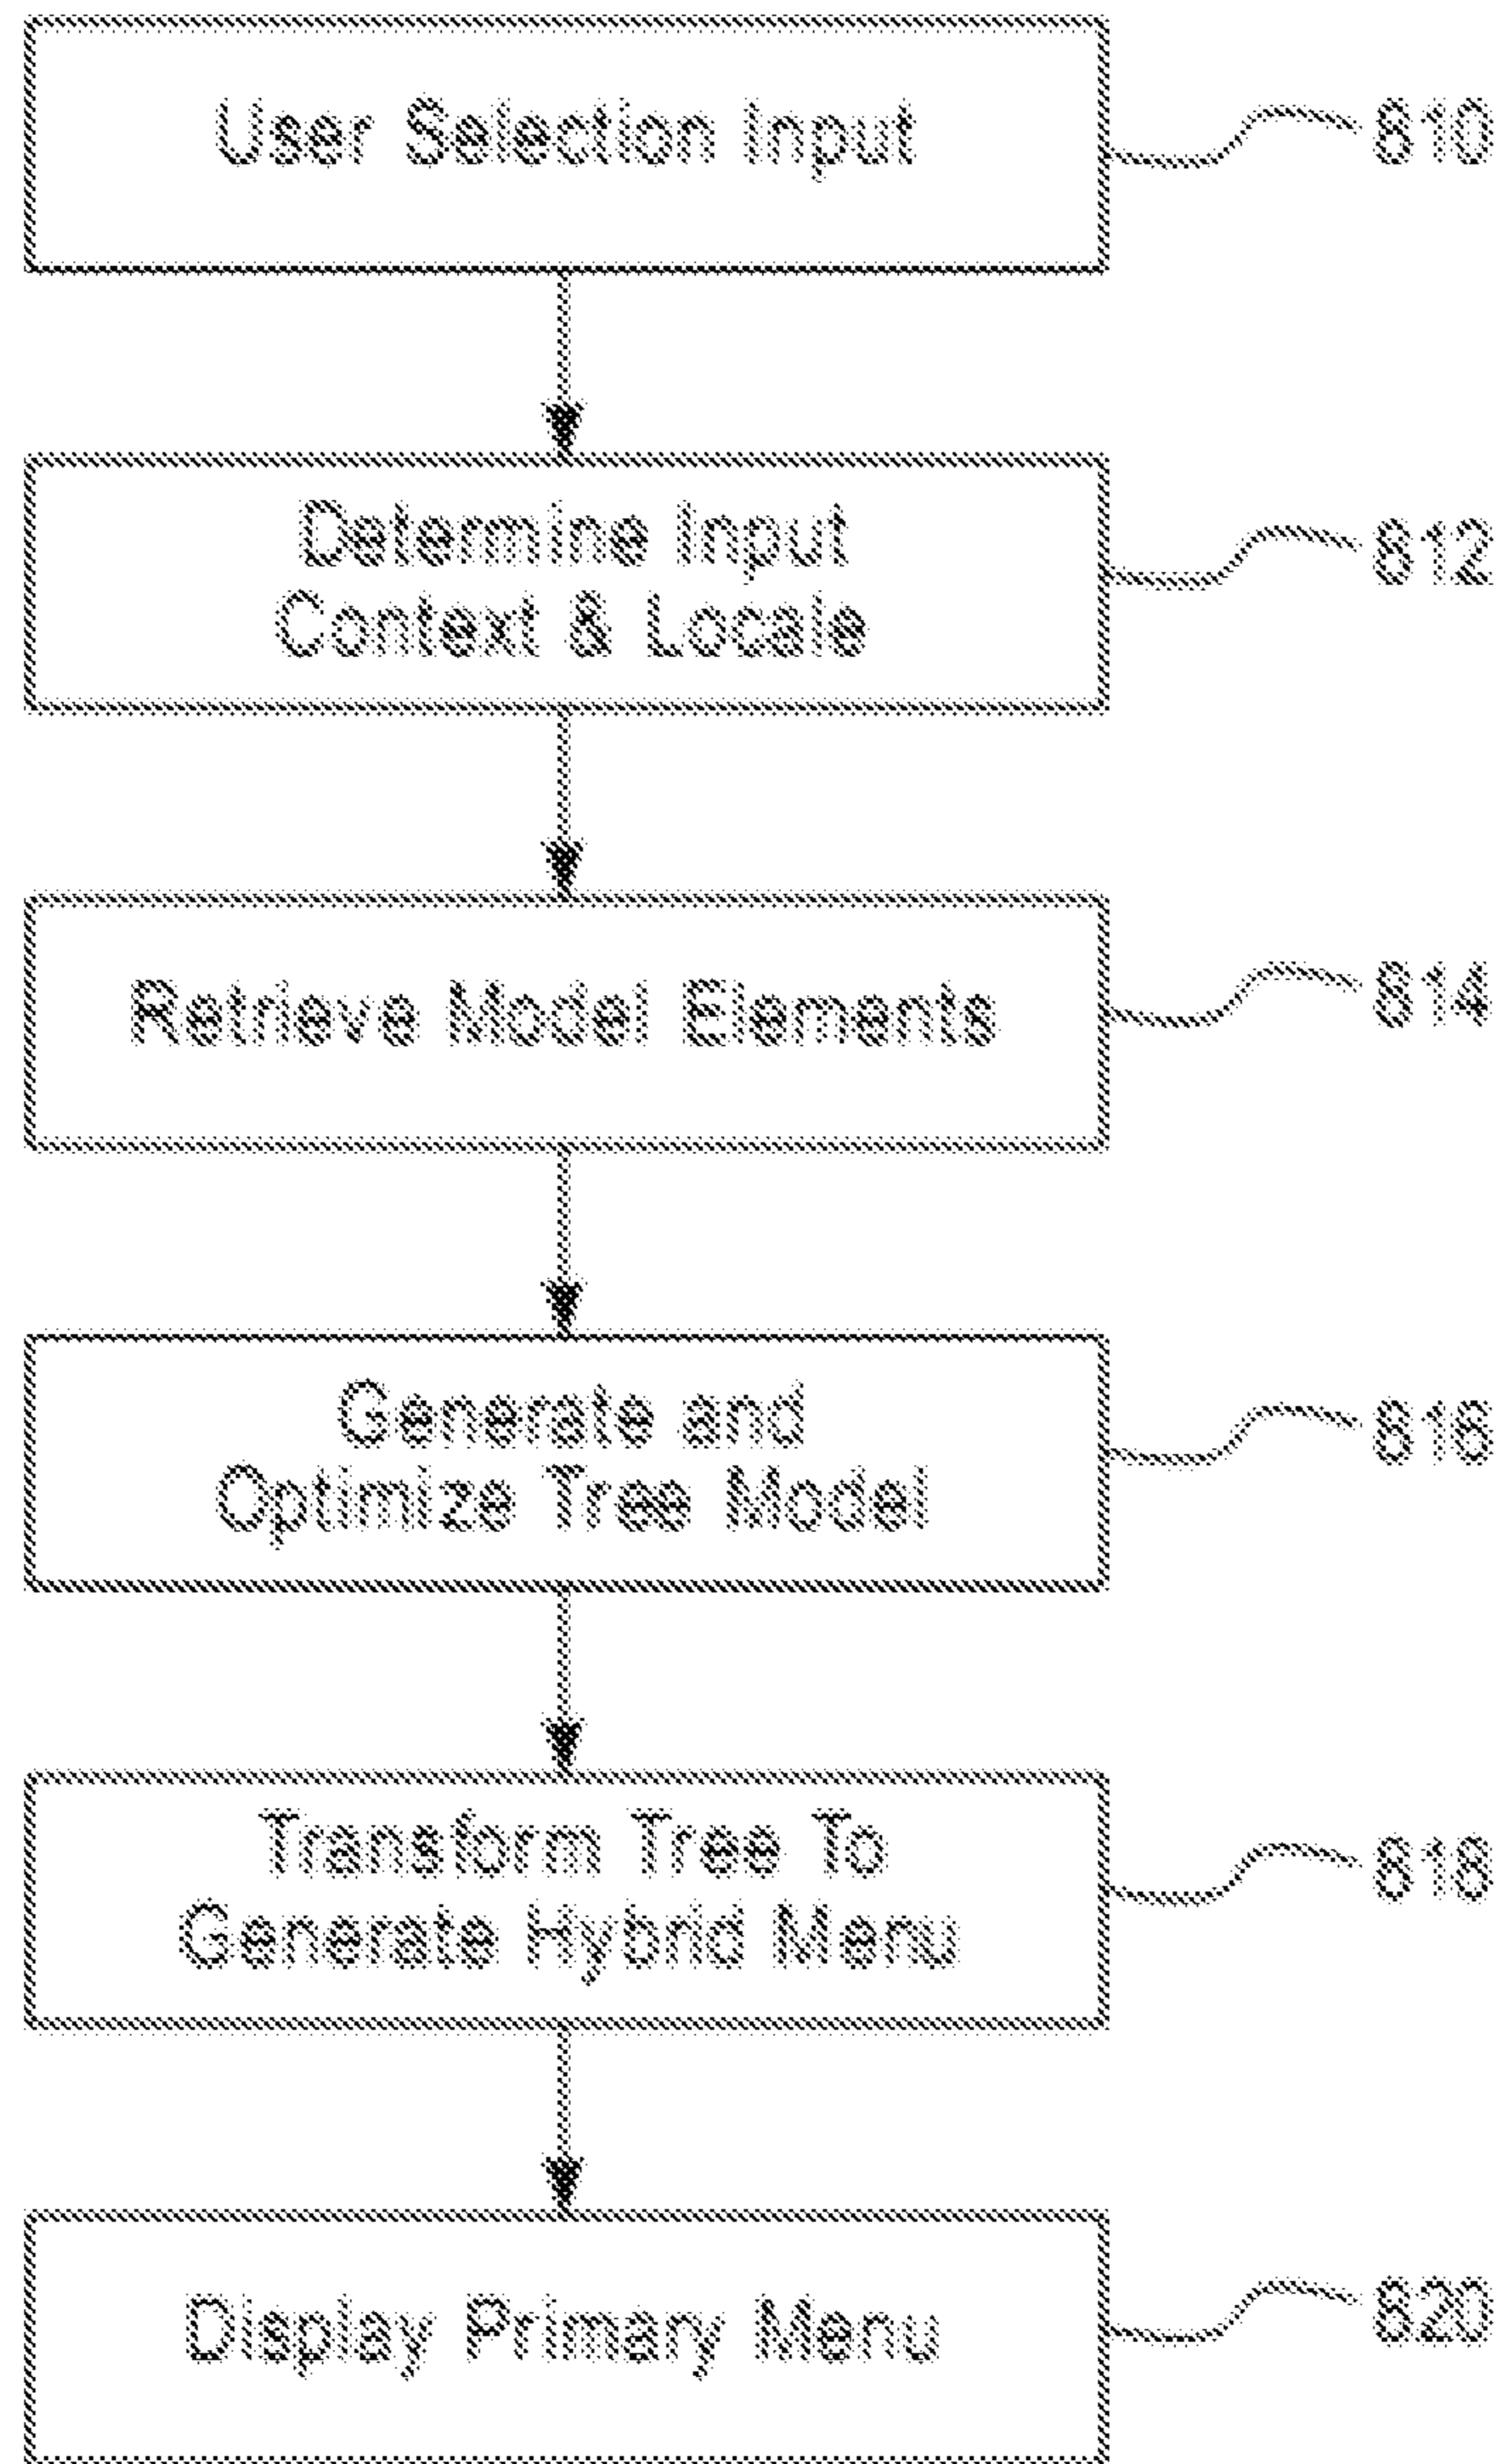 User Selection Input
810
Determine Input
812
Context & Locale
Retrieve Model Elements
814
Generate and
816
Optimize Tree Model
Transform Tree To
818
Generate Hybrid Menu
Display Primary Menu
820